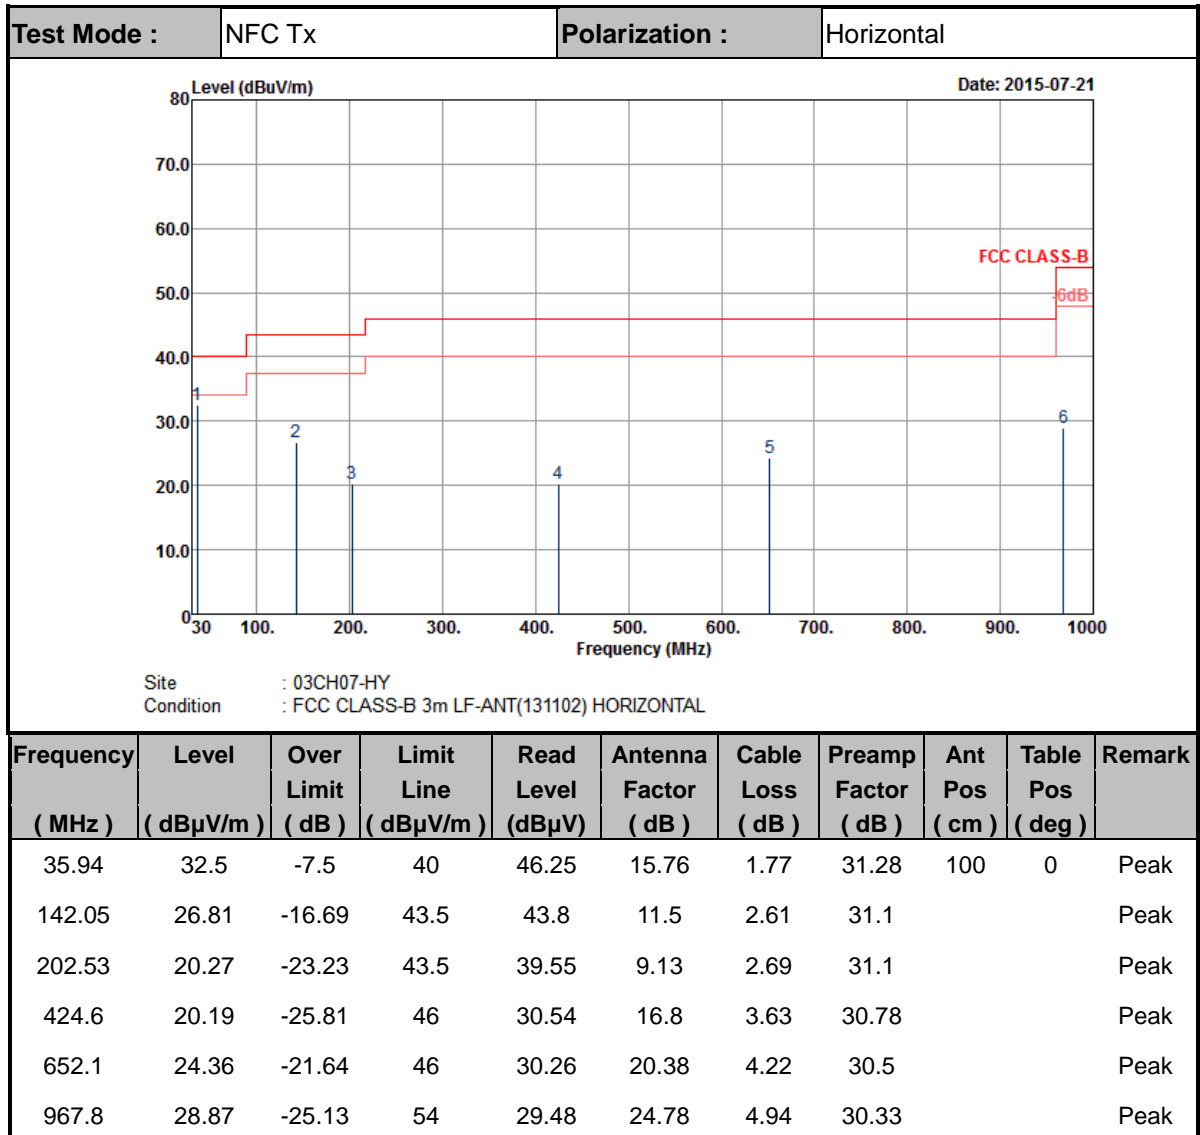 Test Mode : NFC Tx Polarization : Horizontal
Level (dBuV/m) Date: 2015-07-21
80
70.0
60.0
FCC CLASS-B
50.0
-6dB
40.0
1
30.0
2
6
5
3
4
20.0
10.0
0
30 100. 200. 300. 400. 500. 600. 700. 800. 900. 1000
Frequency (MHz)
Site : 03CH07-HY
Condition : FCC CLASS-B 3m LF-ANT(131102) HORIZONTAL
Frequency Level Over Limit Read Antenna Cable Preamp Ant Table Remark
Limit Line Level Factor Loss Factor Pos Pos
( MHz ) ( dBµV/m ) ( dB ) ( dBµV/m ) (dBµV) ( dB ) ( dB ) ( dB ) ( cm ) ( deg )
35.94 32.5 -7.5 40 46.25 15.76 1.77 31.28 100 0 Peak
142.05 26.81 -16.69 43.5 43.8 11.5 2.61 31.1 Peak
202.53 20.27 -23.23 43.5 39.55 9.13 2.69 31.1 Peak
424.6 20.19 -25.81 46 30.54 16.8 3.63 30.78 Peak
652.1 24.36 -21.64 46 30.26 20.38 4.22 30.5 Peak
967.8 28.87 -25.13 54 29.48 24.78 4.94 30.33 Peak